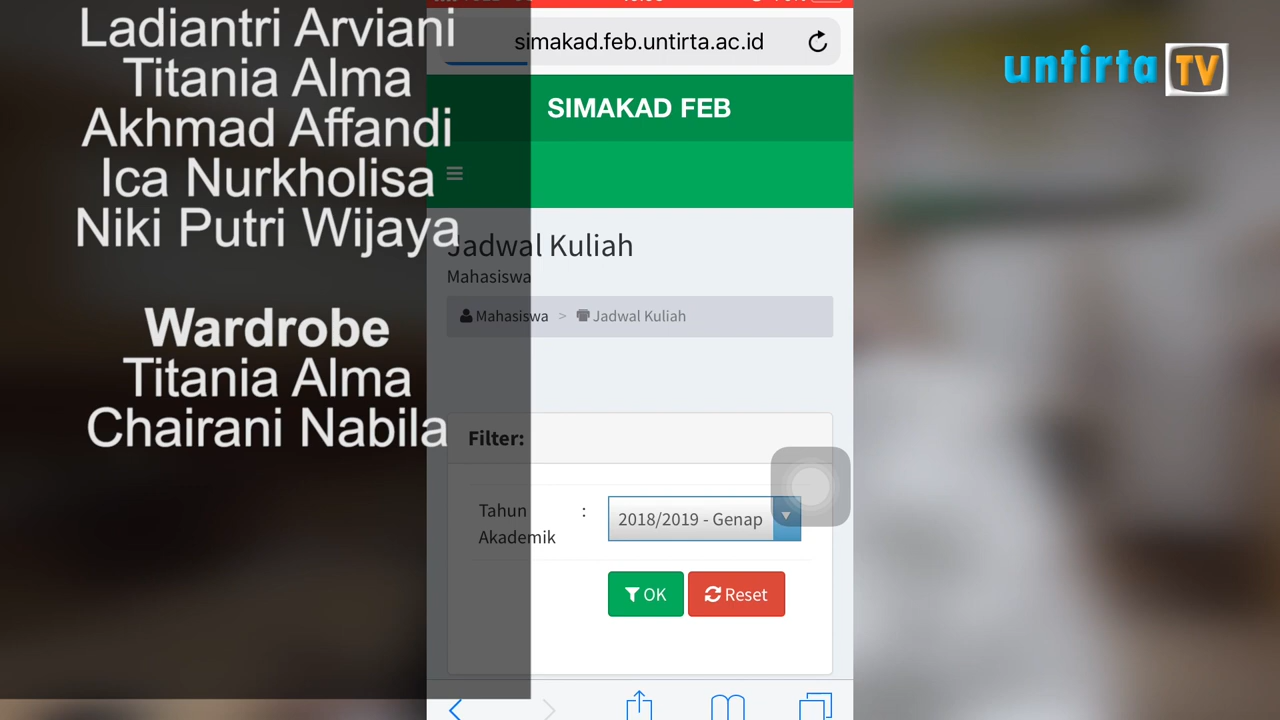 Ladiantri Arviani
Titania Alma
Akhmad Affandi
Ica Nurkholisa
Niki Putri Wijaya
Wardrobe
Titania Alma
Chairani Nabila
simakad.feb.untirta.ac.id
SIMAKAD FEB
Jadwal Kuliah
Mahasiswa
Mahasiswa > Jadwal Kuliah
Filter:
Tahun Akademik : 2018/2019 - Genap
OK Reset
untirta TV